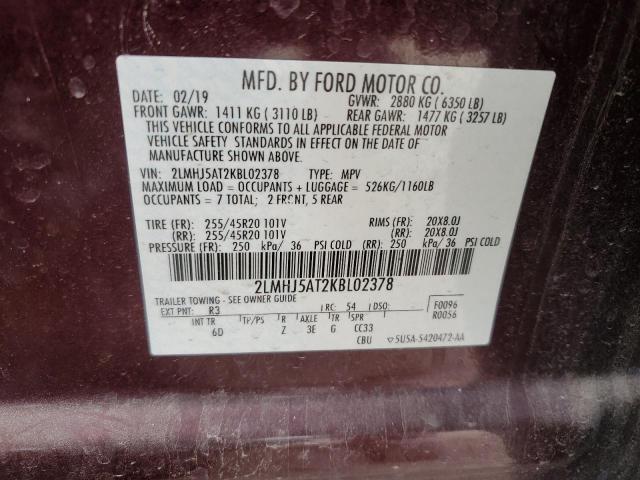 MFD. BY FORD MOTOR CO.
DATE: 02/19 GVWR: 2880 KG ( 6350 LB)
FRONT GAWR: 1411 KG ( 3110 LB) REAR GAWR: 1477 KG ( 3257 LB)
THIS VEHICLE CONFORMS TO ALL APPLICABLE FEDERAL MOTOR
VEHICLE SAFETY STANDARDS IN EFFECT ON THE DATE OF
MANUFACTURE SHOWN ABOVE.
VIN: 2LMHJ5AT2KBL02378 TYPE: MPV
MAXIMUM LOAD = OCCUPANTS + LUGGAGE = 526KG/1160LB
OCCUPANTS = 7 TOTAL; 2 FRONT, 5 REAR
TIRE (FR): 255/45R20 101V RIMS (FR): 20X8.0J
(RR): 255/45R20 101V (RR): 20X8.0J
PRESSURE (FR): 250 kPa/ 36 PSI COLD (RR): 250 kPa/ 36 PSI COLD
2LMHJ5AT2KBL02378
TRAILER TOWING - SEE OWNER GUIDE
EXT PNT: R3 RC: 54 DSO: F0096
INT TR TP/PS R AXLE TR SPR R0056
6D Z 3E G CC33
CBU 5U5A-5420472-AA